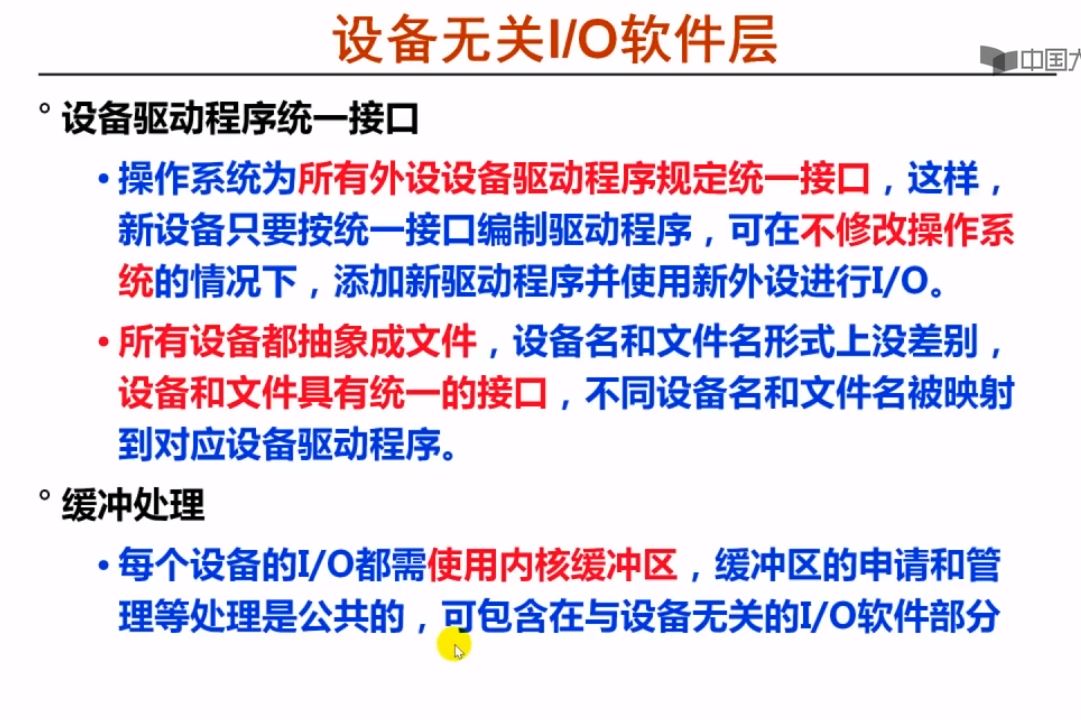 设备无关I/O软件层
中国大
° 设备驱动程序统一接口
• 操作系统为所有外设设备驱动程序规定统一接口，这样，
新设备只要按统一接口编制驱动程序，可在不修改操作系
统的情况下，添加新驱动程序并使用新外设进行I/O。
• 所有设备都抽象成文件，设备名和文件名形式上没差别，
设备和文件具有统一的接口，不同设备名和文件名被映射
到对应设备驱动程序。
° 缓冲处理
• 每个设备的I/O都需使用内核缓冲区，缓冲区的申请和管
理等处理是公共的，可包含在与设备无关的I/O软件部分